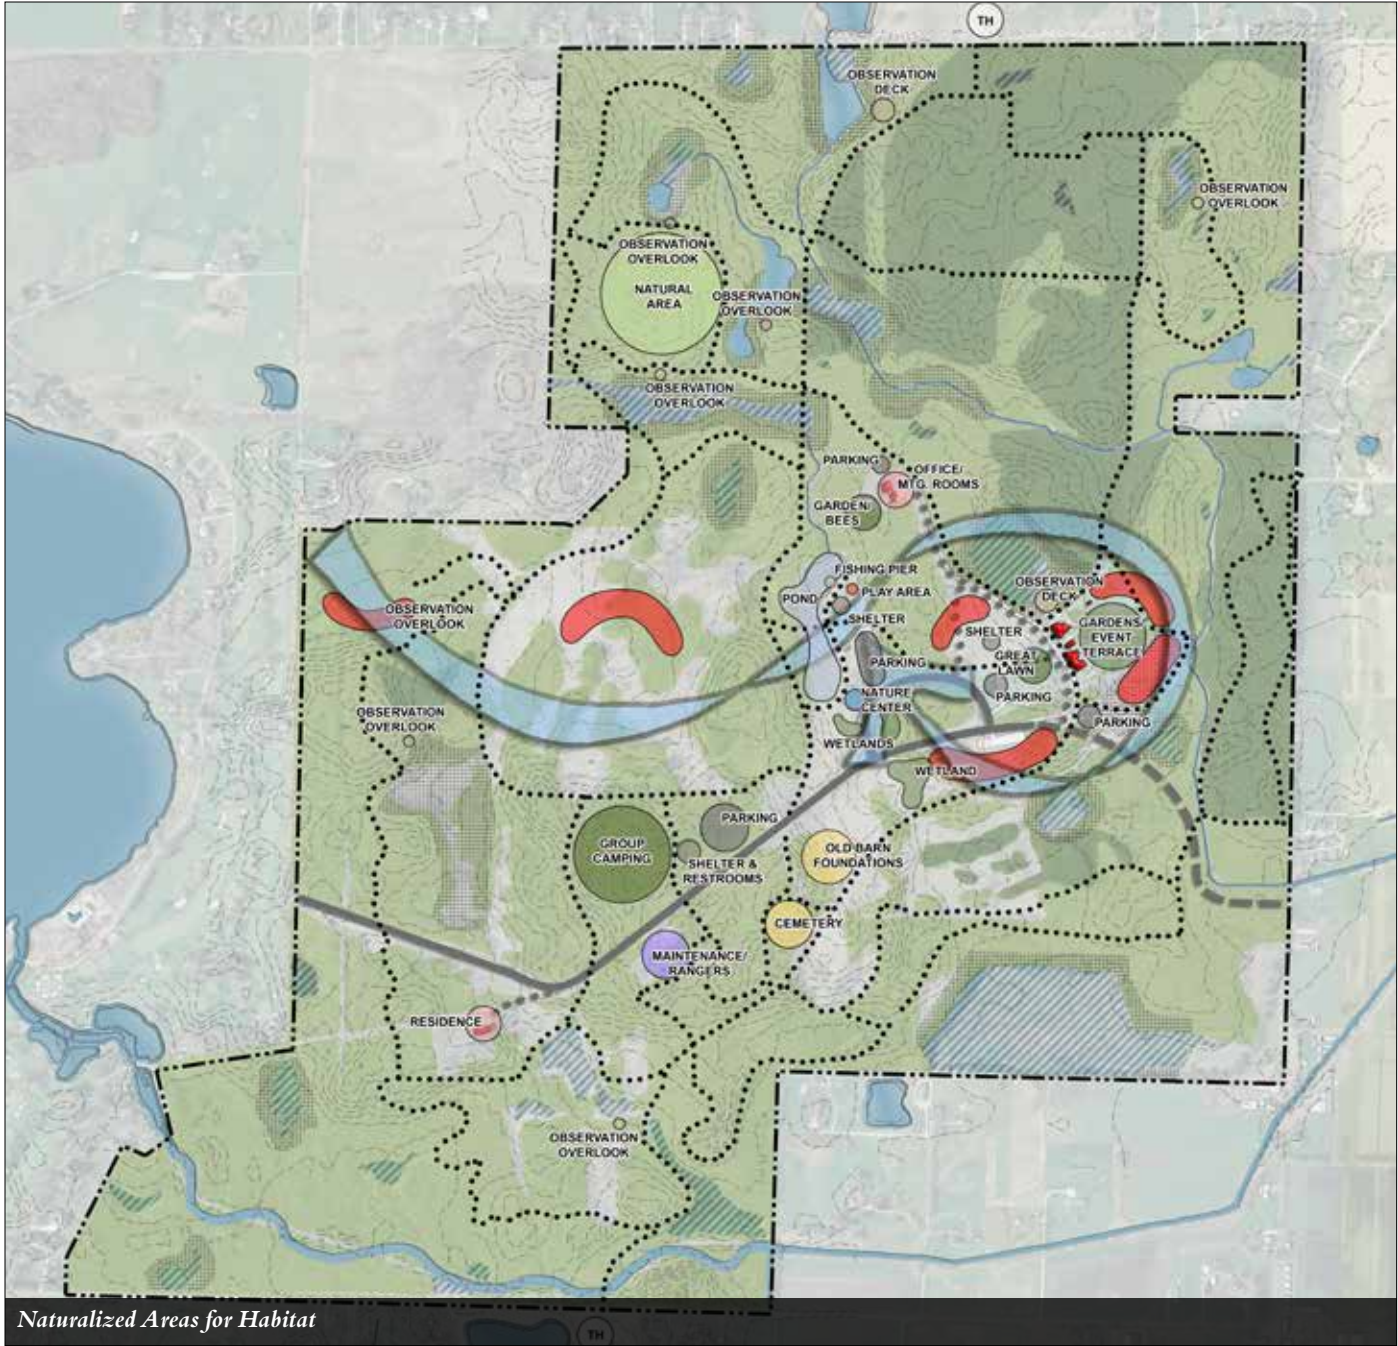 TH
OBSERVATION
DECK
OBSERVATION
OVERLOOK
OBSERVATION
OVERLOOK
NATURAL
AREA
OBSERVATION
OVERLOOK
OBSERVATION
OVERLOOK
PARKING
OFFICE/
MTG. ROOMS
GARDEN/
BEES
FISHING PIER
POND
PLAY AREA
SHELTER
OBSERVATION
DECK
OBSERVATION
OVERLOOK
SHELTER
GARDENS/
EVENT
TERRACE
GREAT
LAWN
PARKING
PARKING
NATURE
CENTER
PARKING
OBSERVATION
OVERLOOK
WETLANDS
WETLAND
PARKING
GROUP
CAMPING
SHELTER &
RESTROOMS
OLD BARN
FOUNDATIONS
CEMETERY
MAINTENANCE/
RANGERS
RESIDENCE
OBSERVATION
OVERLOOK
Naturalized Areas for Habitat
TH